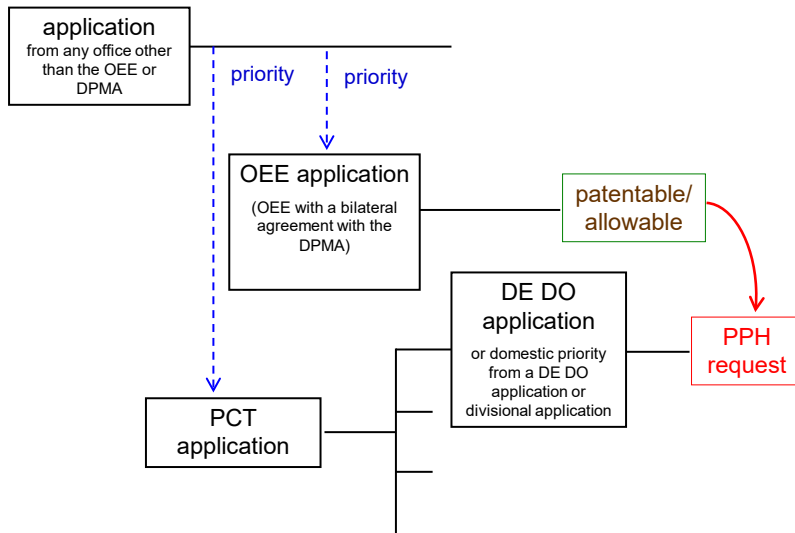 application
from any office other
than the OEE or
DPMA
priority
priority
OEE application
(OEE with a bilateral
agreement with the
DPMA)
patentable/
allowable
DE DO
application
or domestic priority
from a DE DO
application or
divisional application
PPH
request
PCT
application